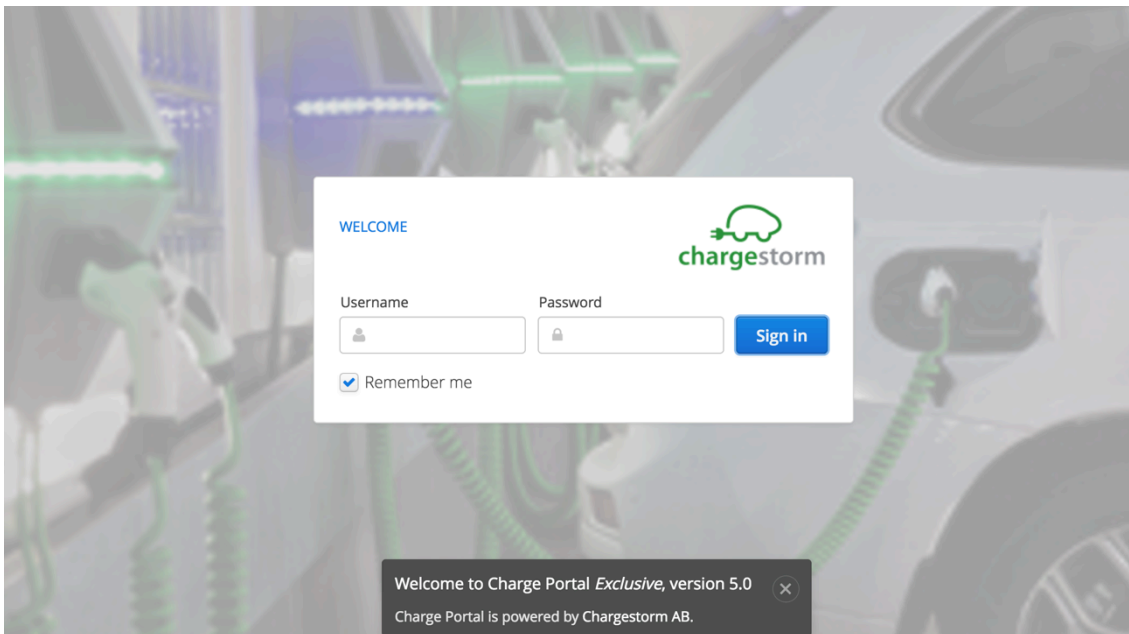 WELCOME
chargestorm
Username
Password
Sign in
Remember me
Welcome to Charge Portal Exclusive, version 5.0
Charge Portal is powered by Chargestorm AB.